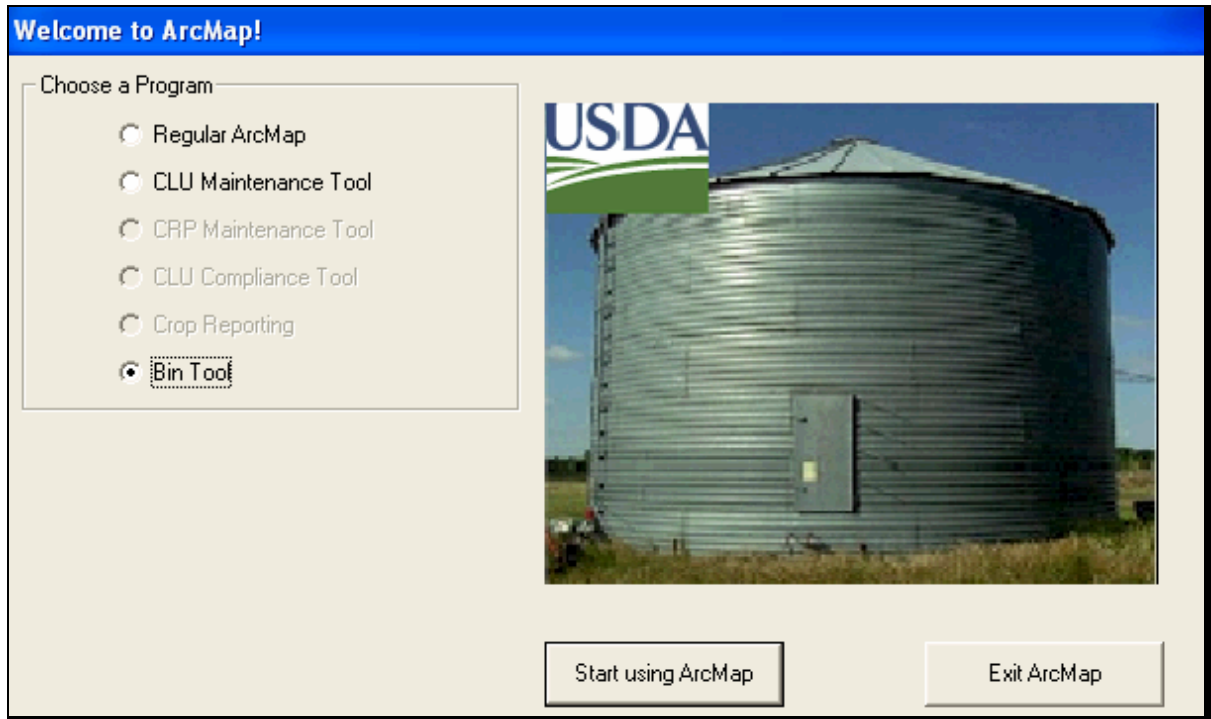 Welcome to ArcMap!
Choose a Program
Regular ArcMap
CLU Maintenance Tool
CRP Maintenance Tool
CLU Compliance Tool
Crop Reporting
Bin Tool
USDA
Start using ArcMap
Exit ArcMap